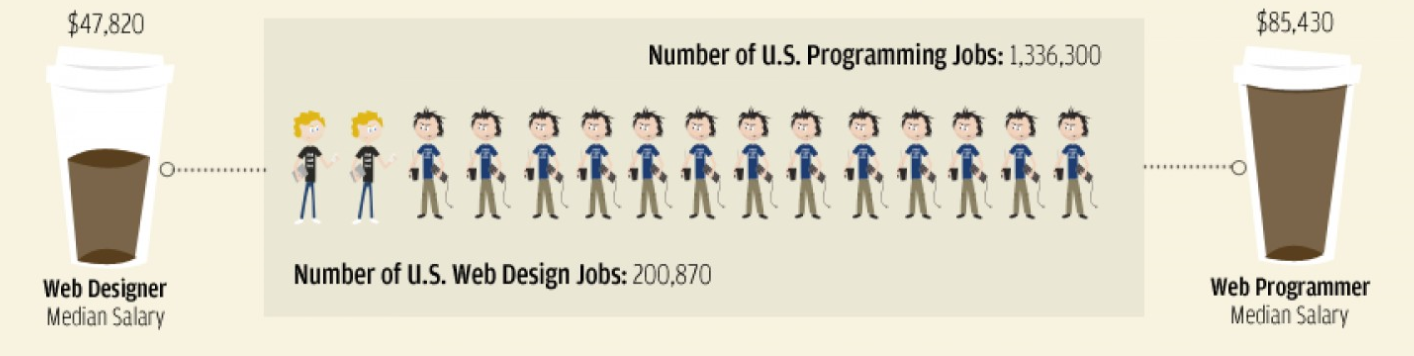 $47,820
Web Designer
Median Salary
Number of U.S. Programming Jobs: 1,336,300
Number of U.S. Web Design Jobs: 200,870
$85,430
Web Programmer
Median Salary